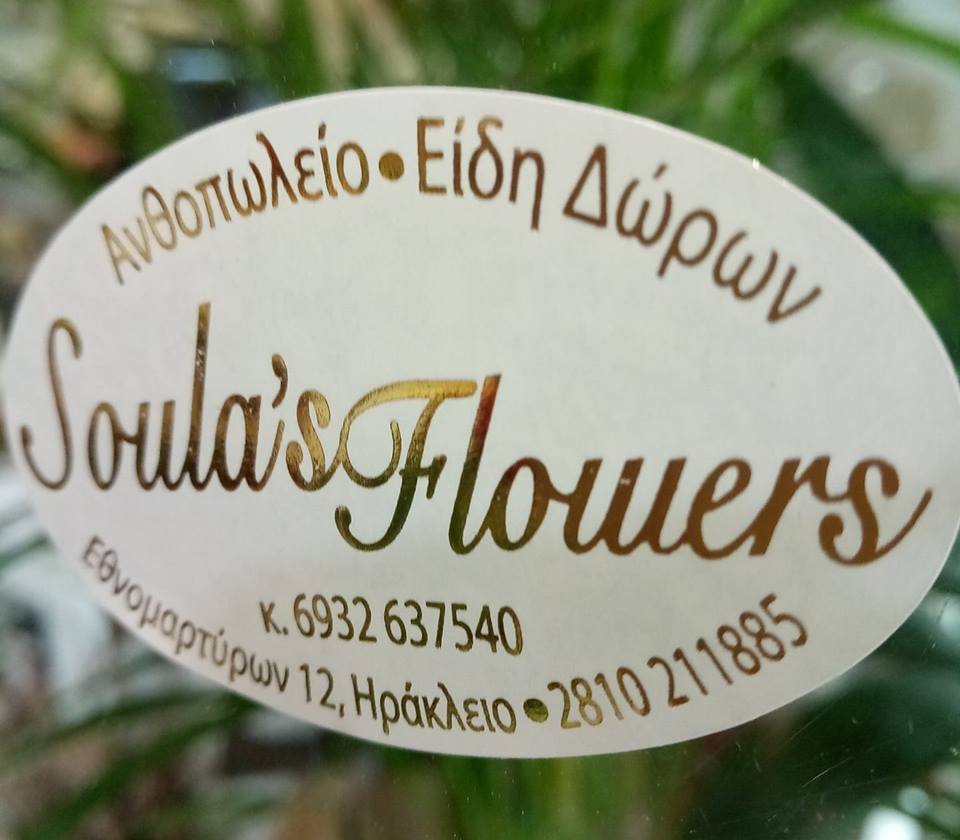 Ανθοπωλείο • Είδη Δώρων
Soula's Flowers
κ. 6932 637540
Εθνομαρτύρων 12, Ηράκλειο • 2810 211885